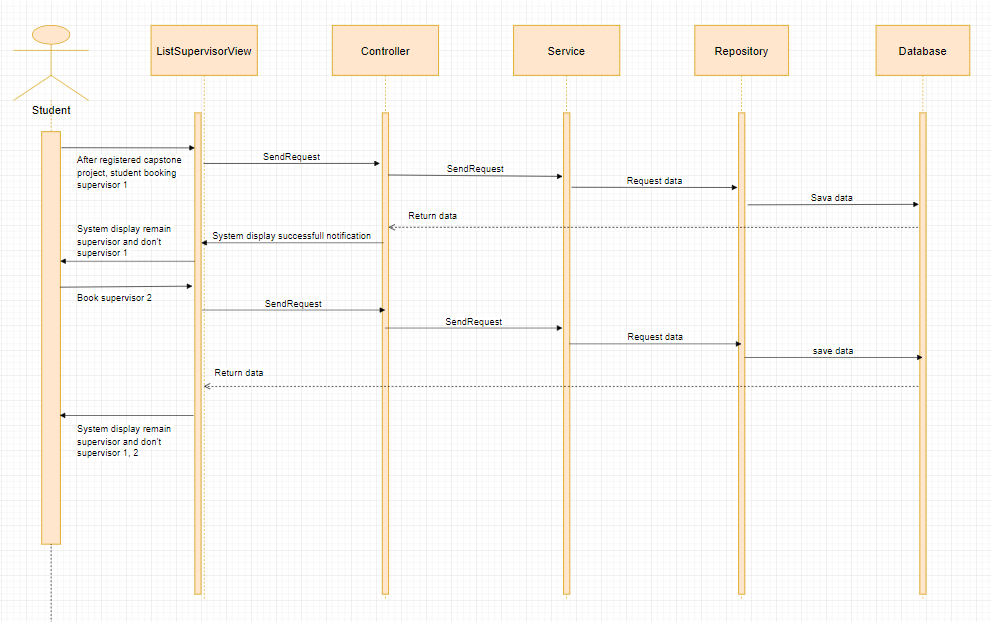 Student
ListSupervisorView
Controller
Service
Repository
Database
After registered capstone
project, student booking
supervisor 1
SendRequest
SendRequest
Request data
Sava data
Return data
System display successfull notification
System display remain
supervisor and don't
supervisor 1
Book supervisor 2
SendRequest
SendRequest
Request data
save data
Return data
System display remain
supervisor and don't
supervisor 1, 2